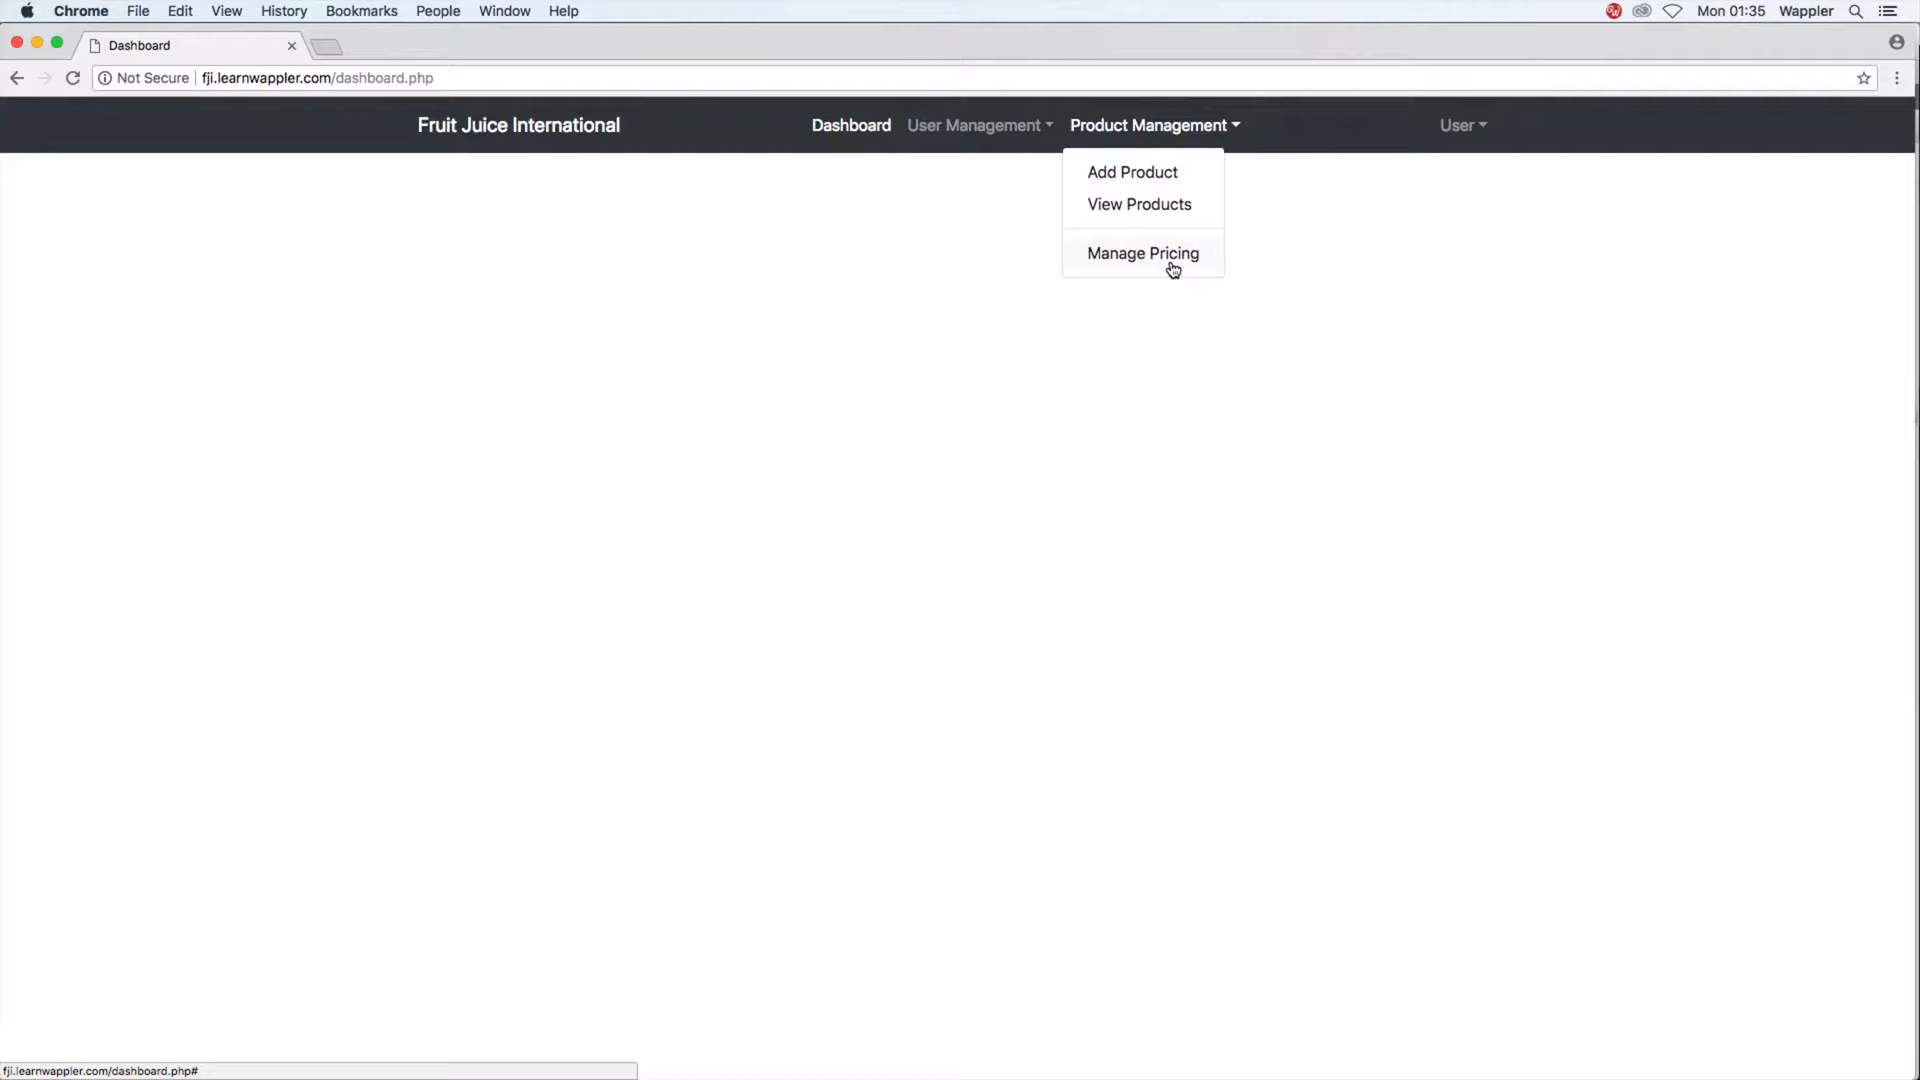 Chrome File Edit View History Bookmarks People Window Help Mon 01:35 Wappler
Dashboard
Not Secure fji.learnwappler.com/dashboard.php
Fruit Juice International Dashboard User Management Product Management User
Add Product
View Products
Manage Pricing
fji.learnwappler.com/dashboard.php#